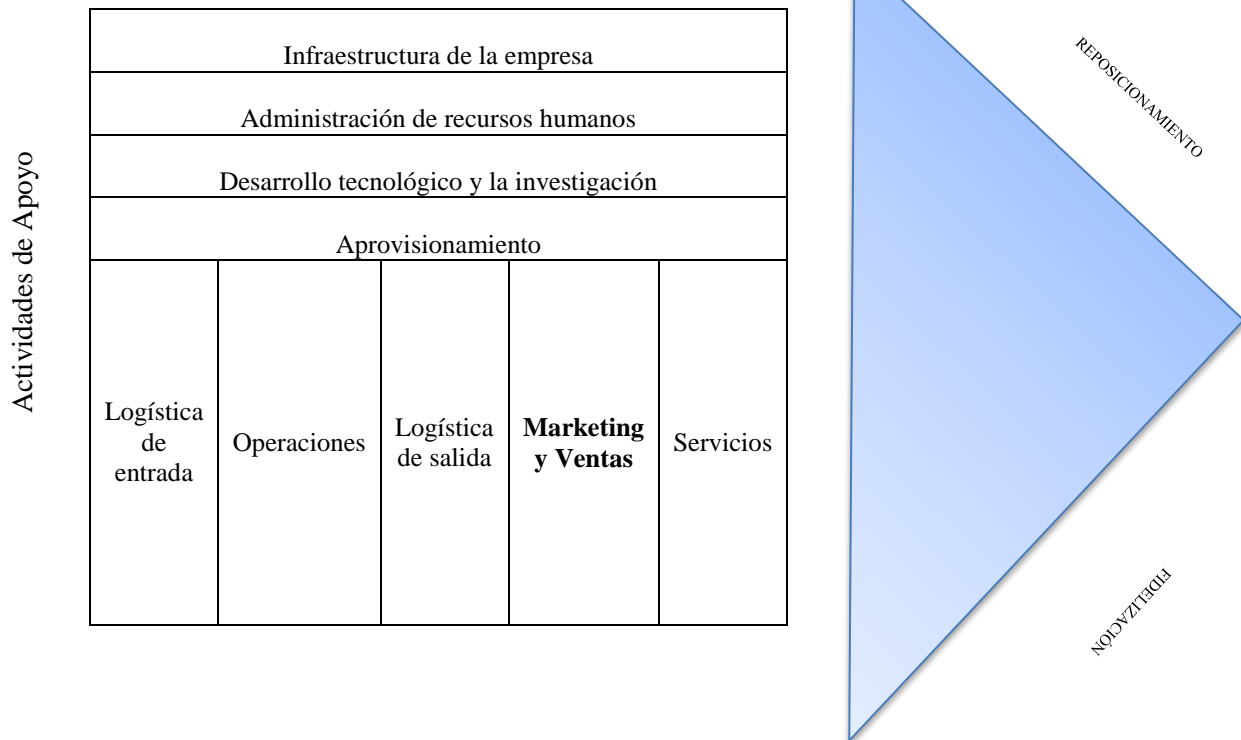 Infraestructura de la empresa
Administración de recursos humanos
Desarrollo tecnológico y la investigación
Aprovisionamiento
Actividades de Apoyo
Logística
de
entrada
Operaciones
Logística
de salida
Marketing
y Ventas
Servicios
REPOSICIONAMIENTO
FIDELIZACIÓN